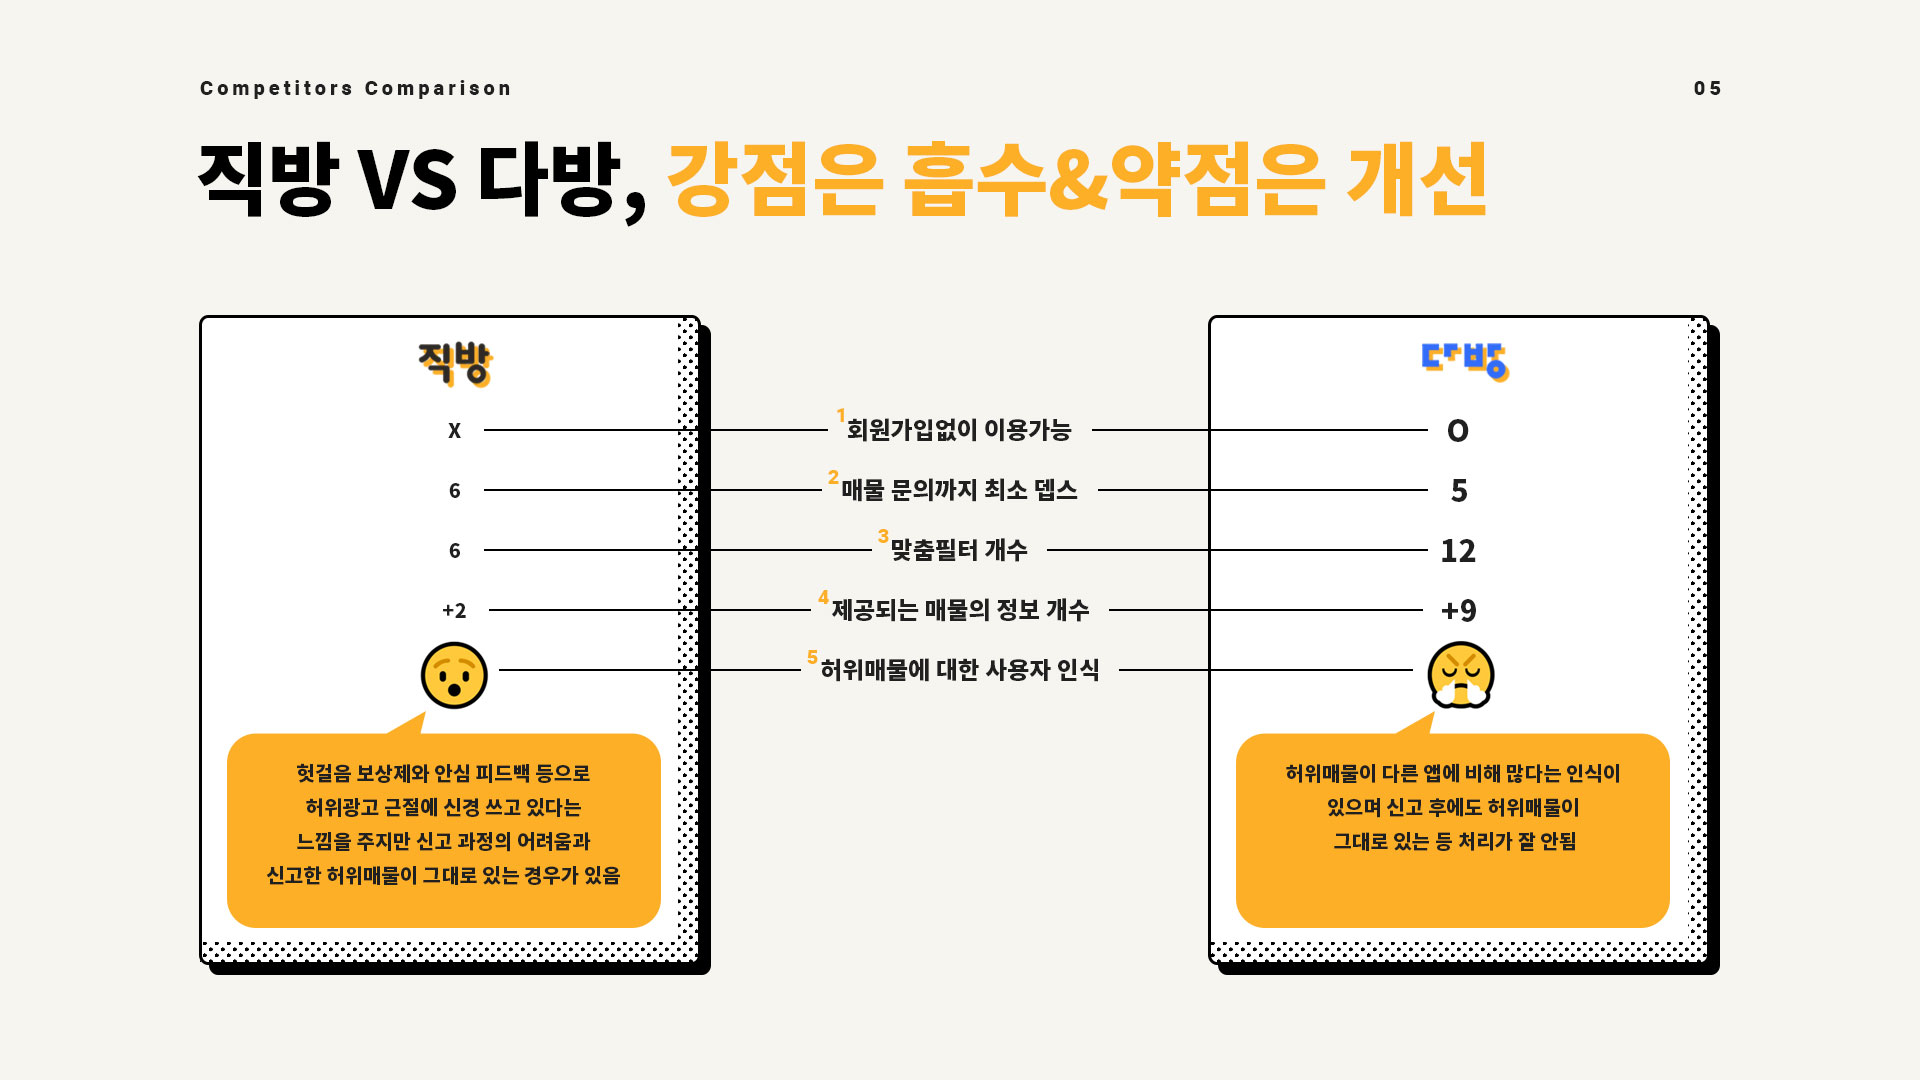 Competitors Comparison
05
직방 VS 다방, 강점은 흡수&약점은 개선
직방
다방
X
1 회원가입없이 이용가능
O
6
2 매물 문의까지 최소 뎁스
5
6
3 맞춤필터 개수
12
+2
4 제공되는 매물의 정보 개수
+9
5 허위매물에 대한 사용자 인식
헛걸음 보상제와 안심 피드백 등으로
허위광고 근절에 신경 쓰고 있다는
느낌을 주지만 신고 과정의 어려움과
신고한 허위매물이 그대로 있는 경우가 있음
허위매물이 다른 앱에 비해 많다는 인식이
있으며 신고 후에도 허위매물이
그대로 있는 등 처리가 잘 안됨